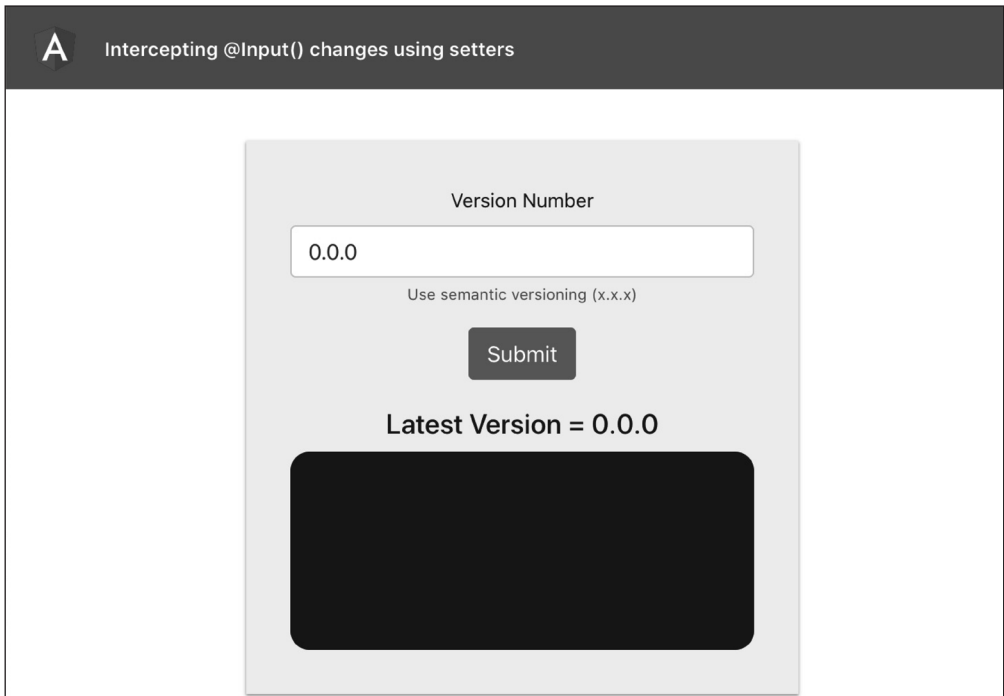 A
Intercepting @Input() changes using setters
Version Number
0.0.0
Use semantic versioning (x.x.x)
Submit
Latest Version = 0.0.0